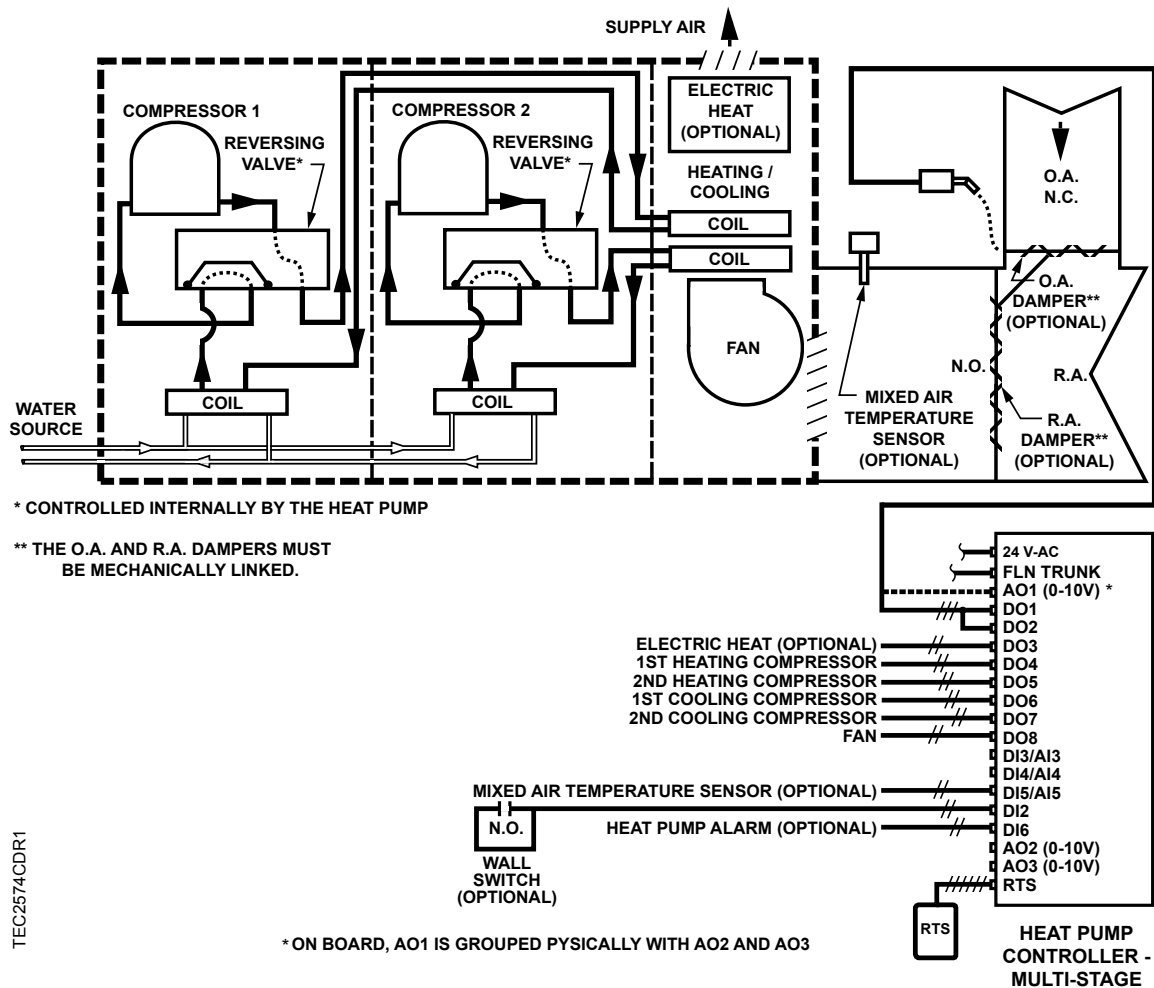 SUPPLY AIR
ELECTRIC
HEAT
(OPTIONAL)
COMPRESSOR 1
COMPRESSOR 2
REVERSING
VALVE*
REVERSING
VALVE*
HEATING /
COOLING
O.A.
N.C.
COIL
COIL
O.A.
DAMPER**
(OPTIONAL)
FAN
N.O.
R.A.
MIXED AIR
TEMPERATURE
SENSOR
(OPTIONAL)
R.A.
DAMPER**
(OPTIONAL)
COIL
COIL
WATER
SOURCE
* CONTROLLED INTERNALLY BY THE HEAT PUMP
** THE O.A. AND R.A. DAMPERS MUST
BE MECHANICALLY LINKED.
24 V-AC
FLN TRUNK
AO1 (0-10V) *
DO1
DO2
ELECTRIC HEAT (OPTIONAL) DO3
1ST HEATING COMPRESSOR DO4
2ND HEATING COMPRESSOR DO5
1ST COOLING COMPRESSOR DO6
2ND COOLING COMPRESSOR DO7
FAN DO8
DI3/AI3
DI4/AI4
MIXED AIR TEMPERATURE SENSOR (OPTIONAL) DI5/AI5
DI2
N.O.
HEAT PUMP ALARM (OPTIONAL) DI6
WALL
SWITCH
(OPTIONAL)
AO2 (0-10V)
AO3 (0-10V)
RTS
RTS
TEC2574CDR1
* ON BOARD, AO1 IS GROUPED PYSICALLY WITH AO2 AND AO3
HEAT PUMP
CONTROLLER -
MULTI-STAGE